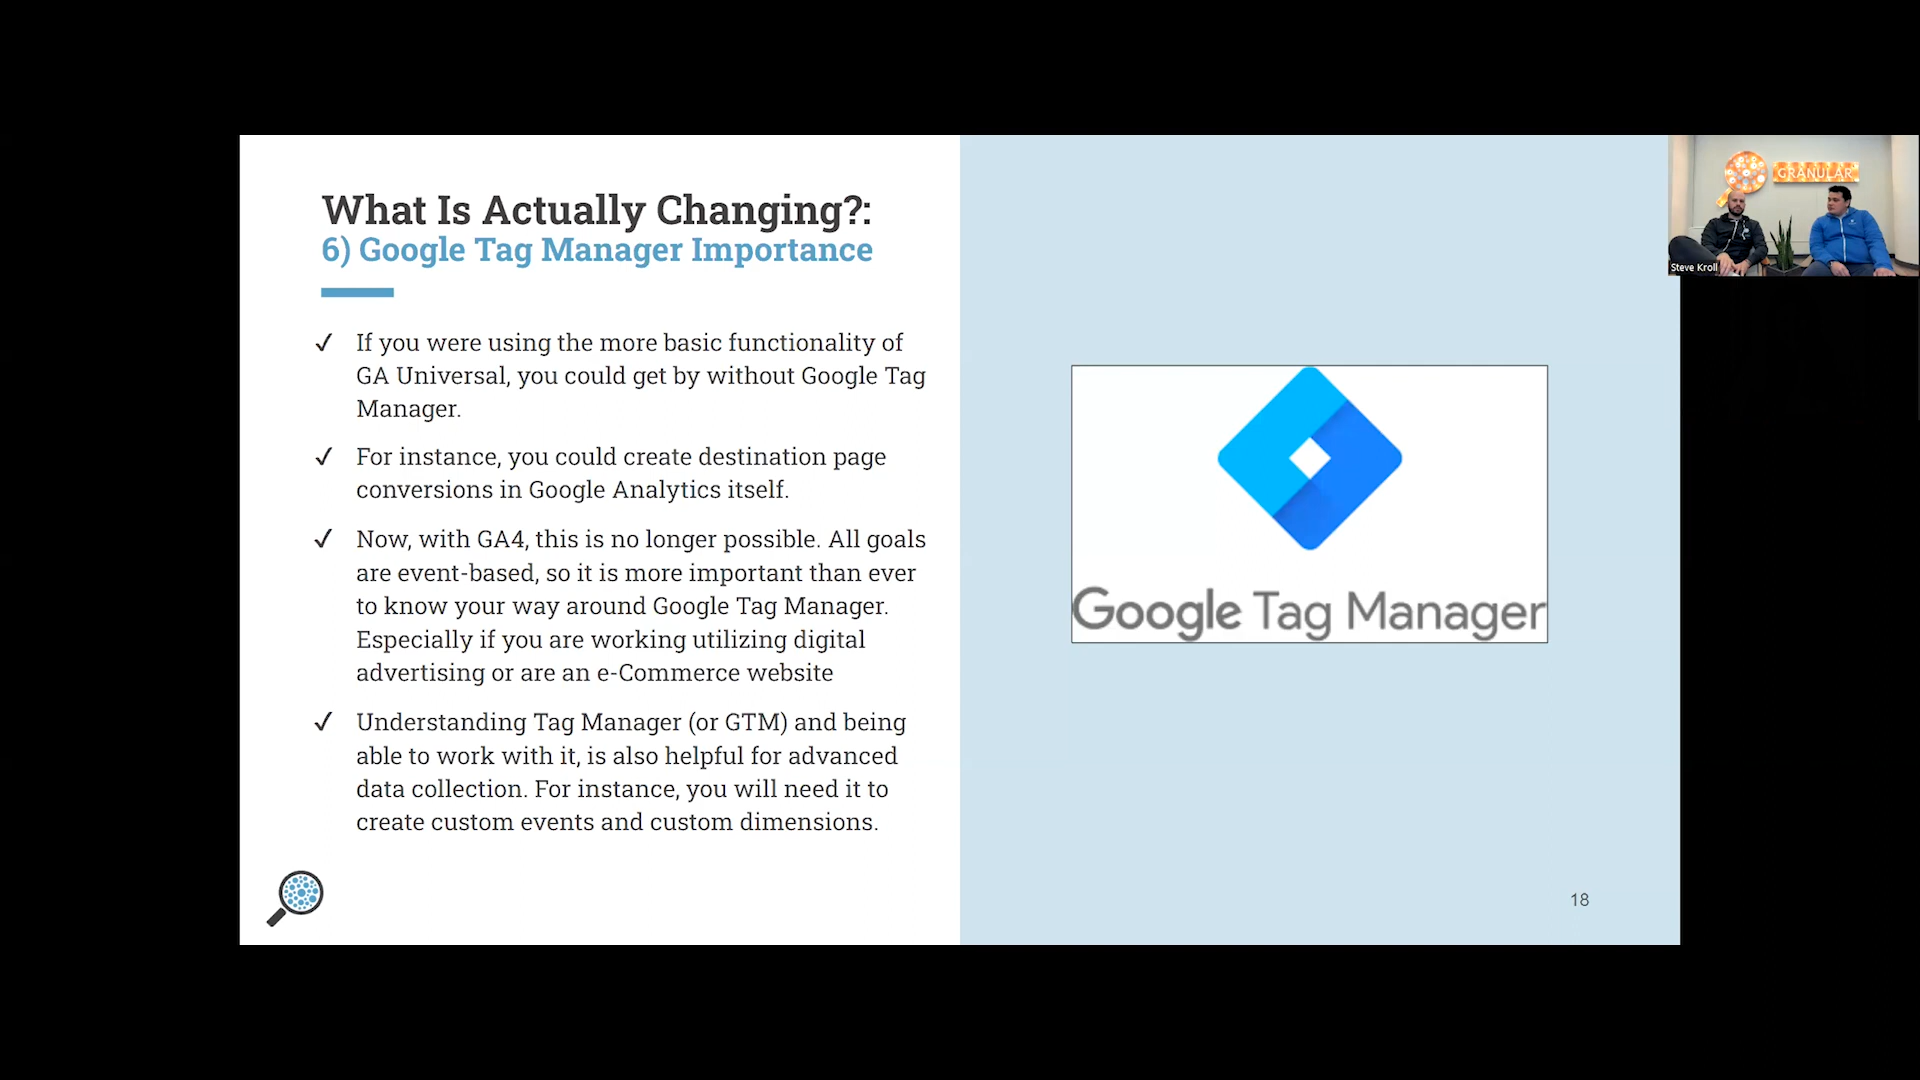 What Is Actually Changing?:
6) Google Tag Manager Importance
✓ If you were using the more basic functionality of
GA Universal, you could get by without Google Tag
Manager.
✓ For instance, you could create destination page
conversions in Google Analytics itself.
✓ Now, with GA4, this is no longer possible. All goals
are event-based, so it is more important than ever
to know your way around Google Tag Manager.
Especially if you are working utilizing digital
advertising or are an e-Commerce website
✓ Understanding Tag Manager (or GTM) and being
able to work with it, is also helpful for advanced
data collection. For instance, you will need it to
create custom events and custom dimensions.
Google Tag Manager
18
GRANULAR
Steve Kroll